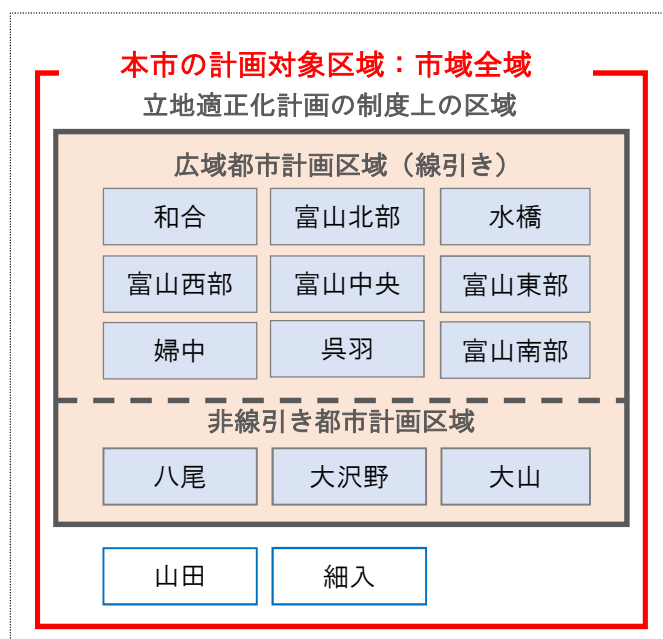 本市の計画対象区域：市域全域
立地適正化計画の制度上の区域
広域都市計画区域（線引き）
和合 富山北部 水橋
富山西部 富山中央 富山東部
婦中 呉羽 富山南部
非線引き都市計画区域
八尾 大沢野 大山
山田 細入